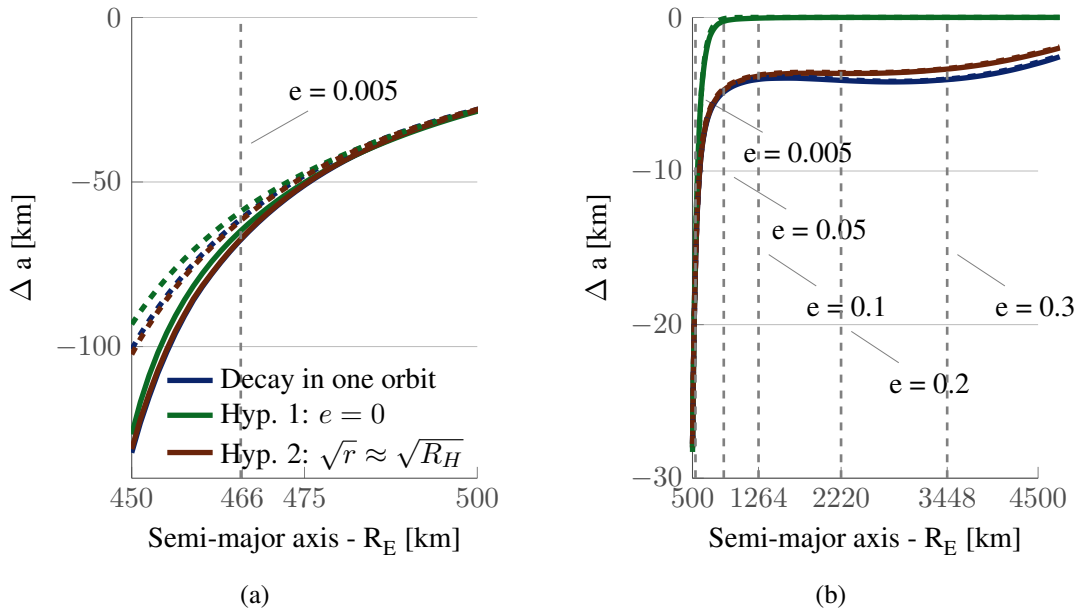 0
−50
−100
Δ a [km]
e = 0.005
Decay in one orbit
Hyp. 1: e = 0
Hyp. 2: √r ≈ √R_H
450
466
475
500
Semi-major axis - R_E [km]
(a)
0
−10
−20
−30
Δ a [km]
e = 0.005
e = 0.05
e = 0.1
e = 0.3
e = 0.2
500
1264
2220
3448
4500
Semi-major axis - R_E [km]
(b)